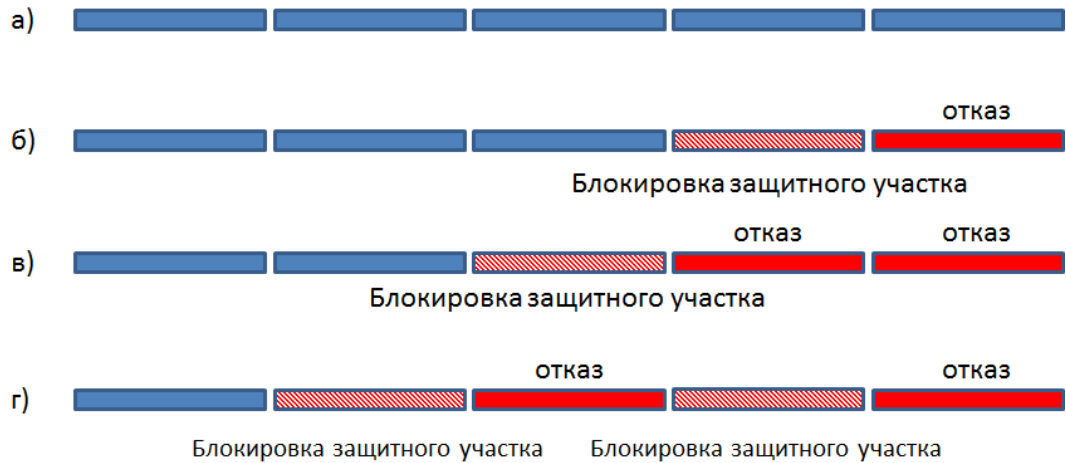 а)
отказ
б)
Блокировка защитного участка
отказ отказ
в)
Блокировка защитного участка
отказ отказ
г)
Блокировка защитного участка Блокировка защитного участка